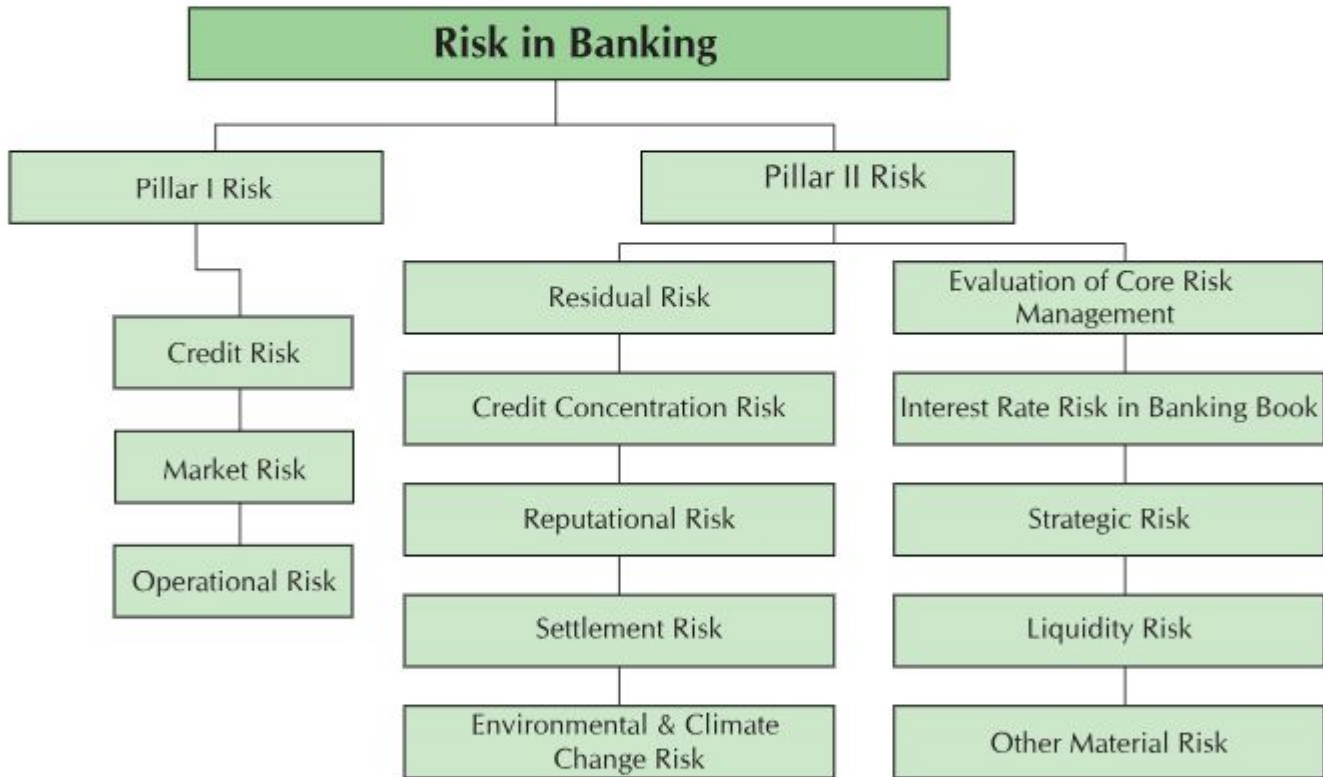 Risk in Banking
Pillar I Risk
Pillar II Risk
Credit Risk
Market Risk
Operational Risk
Residual Risk
Credit Concentration Risk
Reputational Risk
Settlement Risk
Environmental & Climate
Change Risk
Evaluation of Core Risk
Management
Interest Rate Risk in Banking Book
Strategic Risk
Liquidity Risk
Other Material Risk